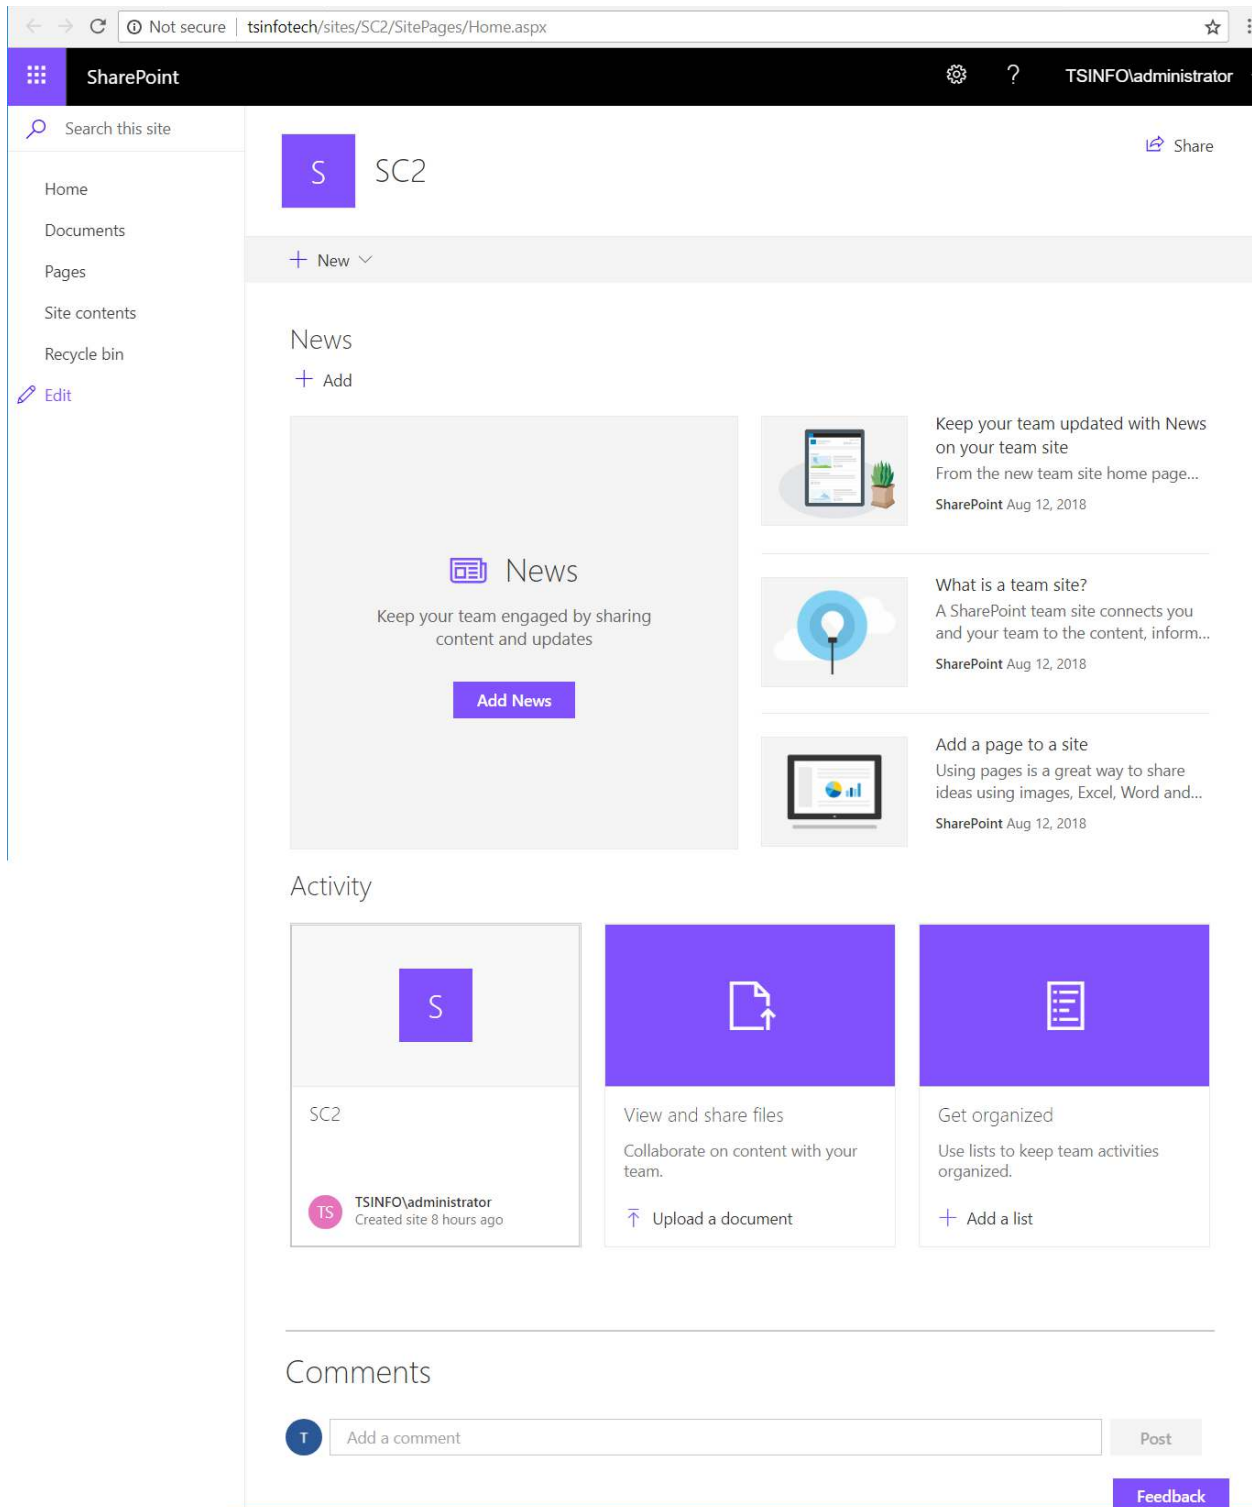 Not secure | tsinfotech/sites/SC2/SitePages/Home.aspx
SharePoint
? TSINFO\administrator
Search this site
Share
S SC2
Home
Documents
Pages
Site contents
Recycle bin
Edit
+ New
News
+ Add
News
Keep your team engaged by sharing
content and updates
Add News
Keep your team updated with News
on your team site
From the new team site home page...
SharePoint Aug 12, 2018
What is a team site?
A SharePoint team site connects you
and your team to the content, inform...
SharePoint Aug 12, 2018
Add a page to a site
Using pages is a great way to share
ideas using images, Excel, Word and...
SharePoint Aug 12, 2018
Activity
S
SC2
TS
TSINFO\administrator
Created site 8 hours ago
View and share files
Collaborate on content with your
team.
Upload a document
Get organized
Use lists to keep team activities
organized.
+ Add a list
Comments
T
Add a comment
Post
Feedback